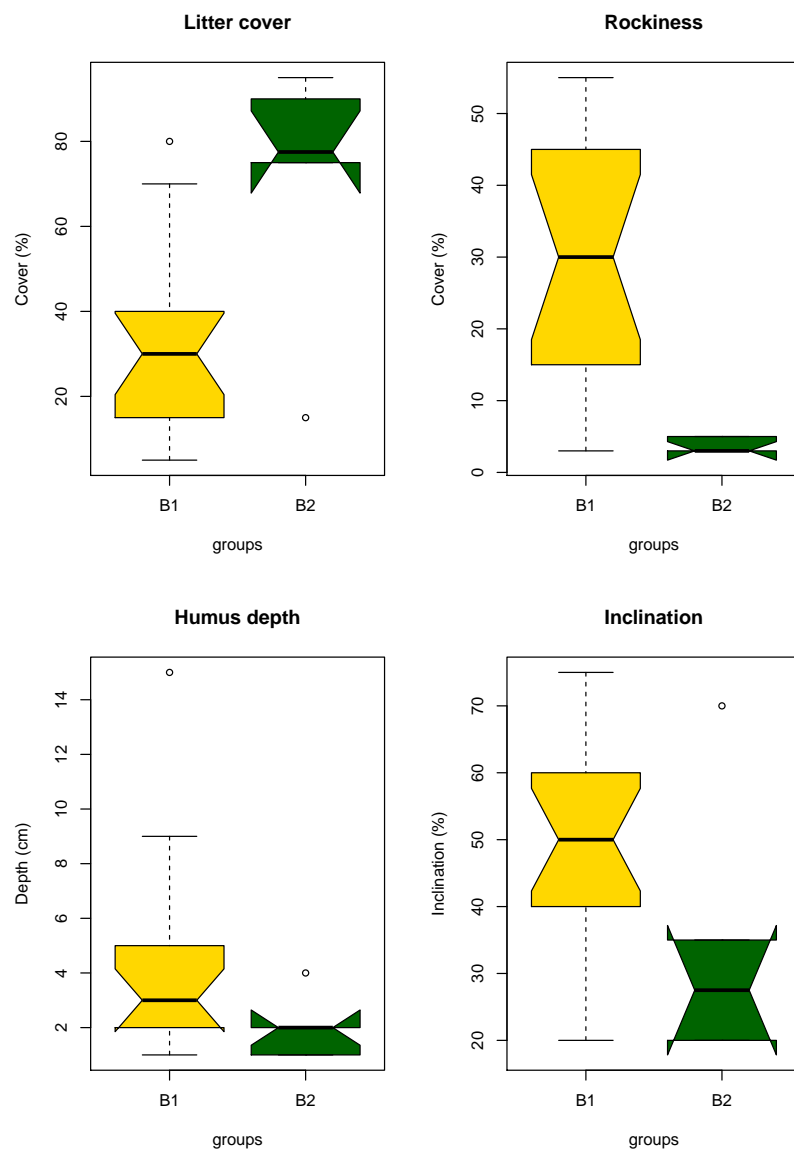 Litter cover
Cover (%)
20
40
60
80
B1
B2
groups
Rockiness
Cover (%)
0
10
20
30
40
50
B1
B2
groups
Humus depth
Depth (cm)
2
4
6
8
10
12
14
B1
B2
groups
Inclination
Inclination (%)
20
30
40
50
60
70
B1
B2
groups